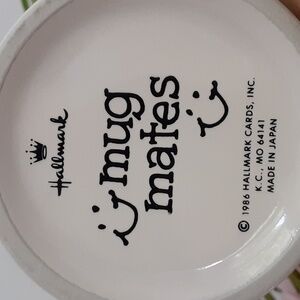 Hallmark
mug
mates
© 1986 HALLMARK CARDS, INC.
K.C., MO 64141
MADE IN JAPAN